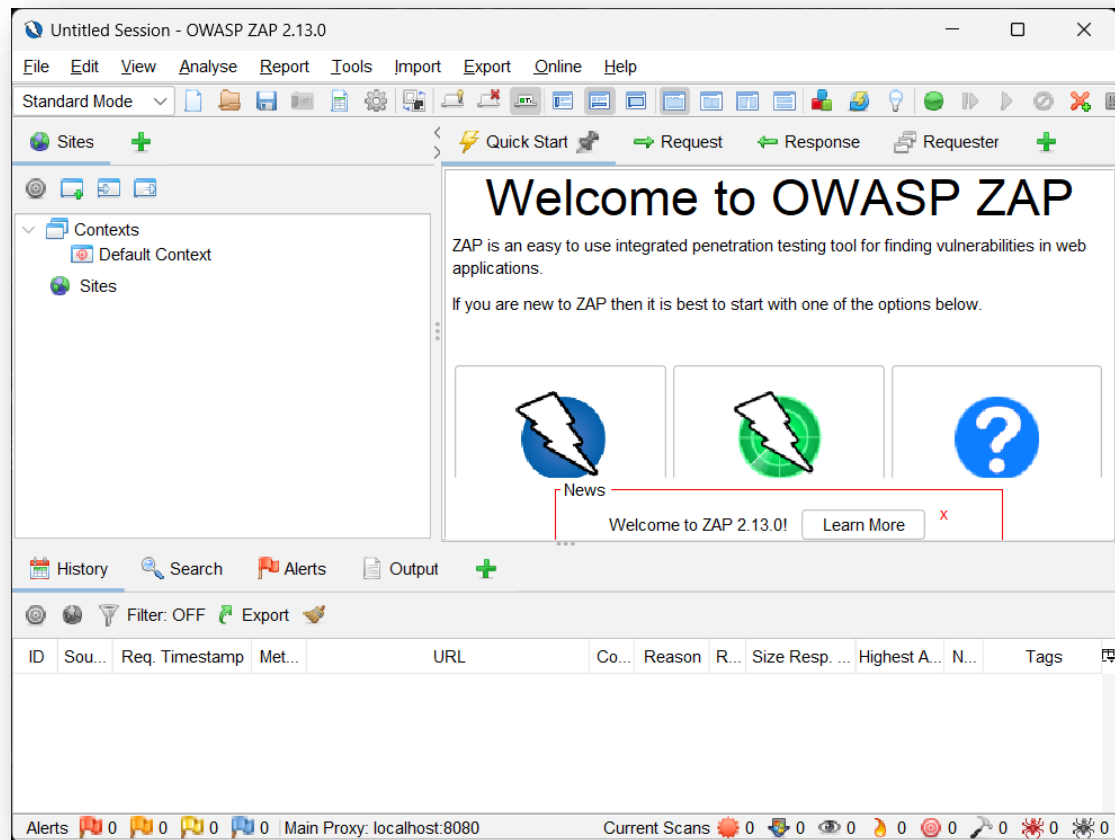 Untitled Session - OWASP ZAP 2.13.0
File Edit View Analyse Report Tools Import Export Online Help
Standard Mode
Sites
Quick Start Request Response Requester
Contexts
Default Context
Sites
Welcome to OWASP ZAP
ZAP is an easy to use integrated penetration testing tool for finding vulnerabilities in web
applications.
If you are new to ZAP then it is best to start with one of the options below.
News
Welcome to ZAP 2.13.0! Learn More x
History Search Alerts Output
Filter: OFF Export
ID Sou... Req. Timestamp Met... URL Co... Reason R... Size Resp. ... Highest A... N... Tags
Alerts 0 0 0 0 Main Proxy: localhost:8080 Current Scans 0 0 0 0 0 0 0 0